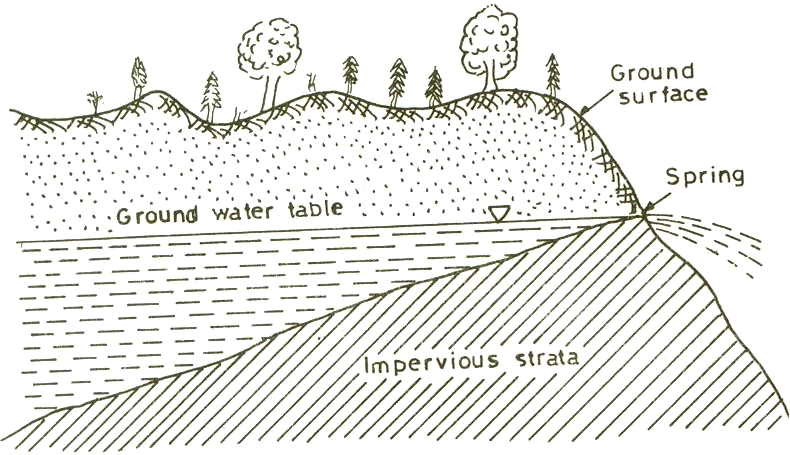 Ground
surface
Spring
Ground water table
Impervious strata